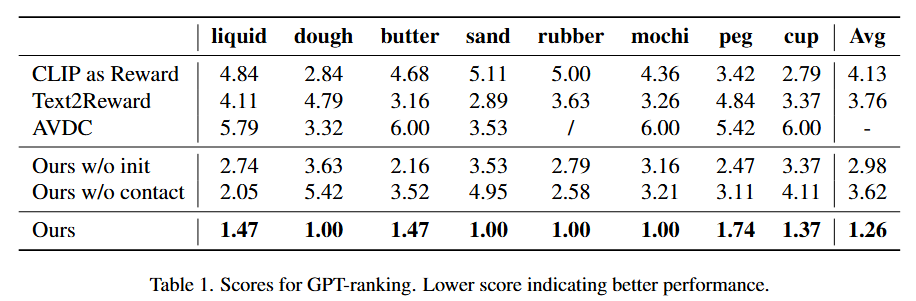 liquid dough butter sand rubber mochi peg cup Avg
CLIP as Reward 4.84 2.84 4.68 5.11 5.00 4.36 3.42 2.79 4.13
Text2Reward 4.11 4.79 3.16 2.89 3.63 3.26 4.84 3.37 3.76
AVDC 5.79 3.32 6.00 3.53 / 6.00 5.42 6.00 -
Ours w/o init 2.74 3.63 2.16 3.53 2.79 3.16 2.47 3.37 2.98
Ours w/o contact 2.05 5.42 3.52 4.95 2.58 3.21 3.11 4.11 3.62
Ours 1.47 1.00 1.47 1.00 1.00 1.00 1.74 1.37 1.26
Table 1. Scores for GPT-ranking. Lower score indicating better performance.